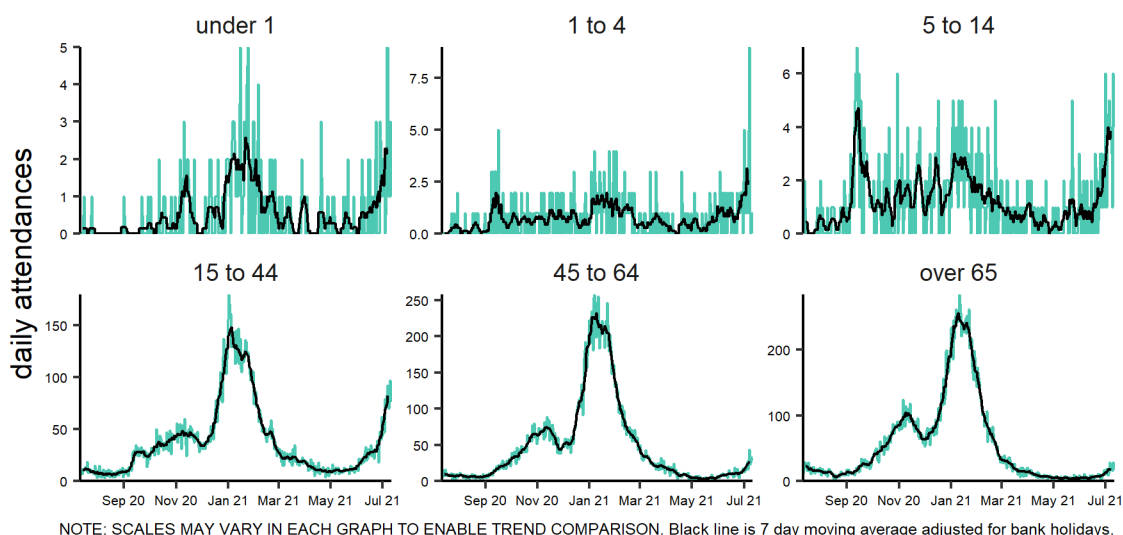 under 1
1 to 4
5 to 14
5
4
3
2
1
0
7.5
5.0
2.5
0.0
6
4
2
0
daily attendances
15 to 44
45 to 64
over 65
150
100
50
0
250
200
150
100
50
0
200
100
0
Sep 20 Nov 20 Jan 21 Mar 21 May 21 Jul 21
Sep 20 Nov 20 Jan 21 Mar 21 May 21 Jul 21
Sep 20 Nov 20 Jan 21 Mar 21 May 21 Jul 21
NOTE: SCALES MAY VARY IN EACH GRAPH TO ENABLE TREND COMPARISON. Black line is 7 day moving average adjusted for bank holidays.